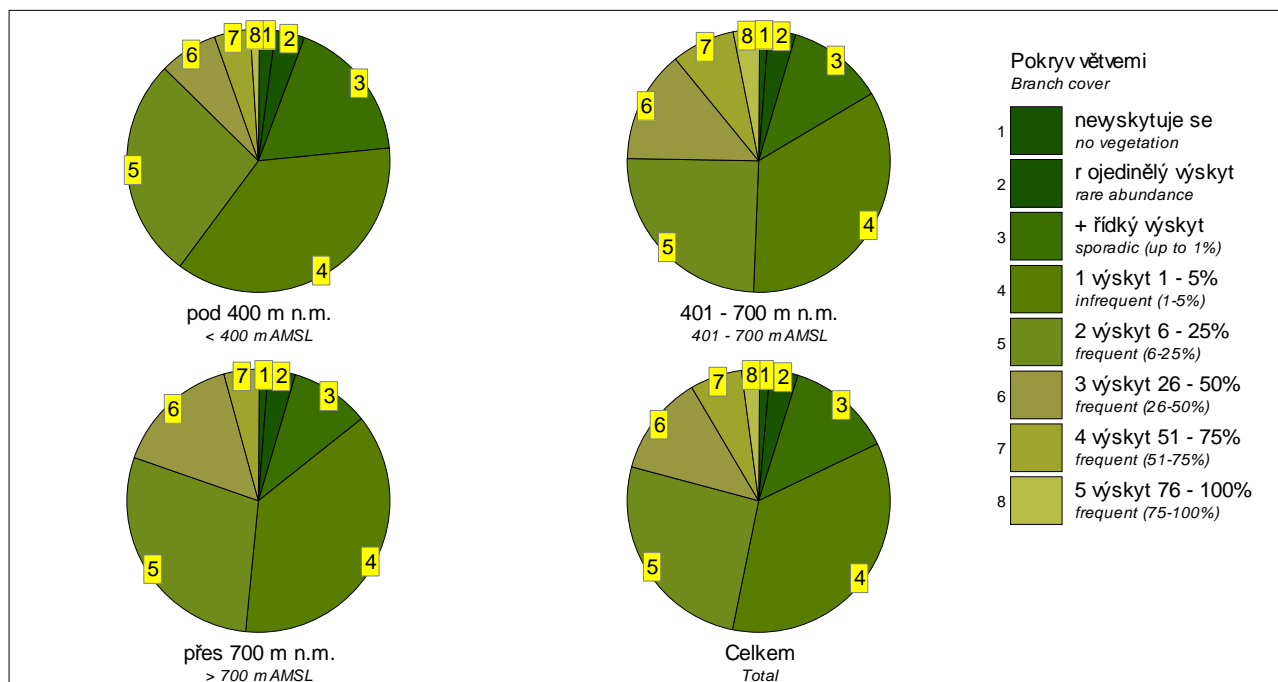 8
1
2
7
6
3
5
4
pod 400 m n.m.
< 400 m AMSL
8
1
2
7
3
6
5
4
401 - 700 m n.m.
401 - 700 m AMSL
7
1
2
3
6
5
4
přes 700 m n.m.
> 700 m AMSL
8
1
2
7
3
6
5
4
Celkem
Total
Pokryv větvemi
Branch cover
1 nevyskytuje se
no vegetation
2 r ojedinělý výskyt
rare abundance
3 + řídký výskyt
sporadic (up to 1%)
4 1 výskyt 1 - 5%
infrequent (1-5%)
5 2 výskyt 6 - 25%
frequent (6-25%)
6 3 výskyt 26 - 50%
frequent (26-50%)
7 4 výskyt 51 - 75%
frequent (51-75%)
8 5 výskyt 76 - 100%
frequent (75-100%)